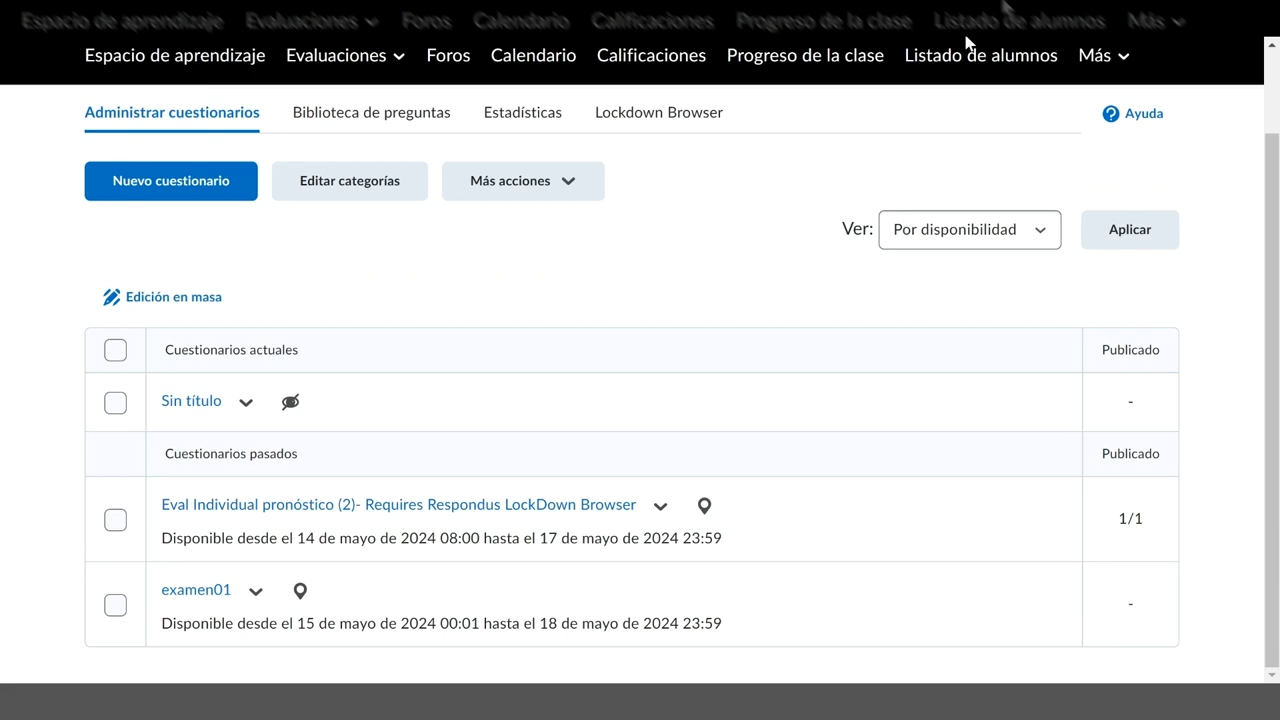 Espacio de aprendizaje Evaluaciones Foros Calendario Calificaciones Progreso de la clase Listado de alumnos Más
Espacio de aprendizaje Evaluaciones Foros Calendario Calificaciones Progreso de la clase Listado de alumnos Más
Administrar cuestionarios Biblioteca de preguntas Estadísticas Lockdown Browser Ayuda
Nuevo cuestionario Editar categorías Más acciones
Ver: Por disponibilidad Aplicar
Edición en masa
Cuestionarios actuales Publicado
Sin título -
Cuestionarios pasados Publicado
Eval Individual pronóstico (2)- Requires Respondus LockDown Browser
1/1
Disponible desde el 14 de mayo de 2024 08:00 hasta el 17 de mayo de 2024 23:59
examen01
-
Disponible desde el 15 de mayo de 2024 00:01 hasta el 18 de mayo de 2024 23:59